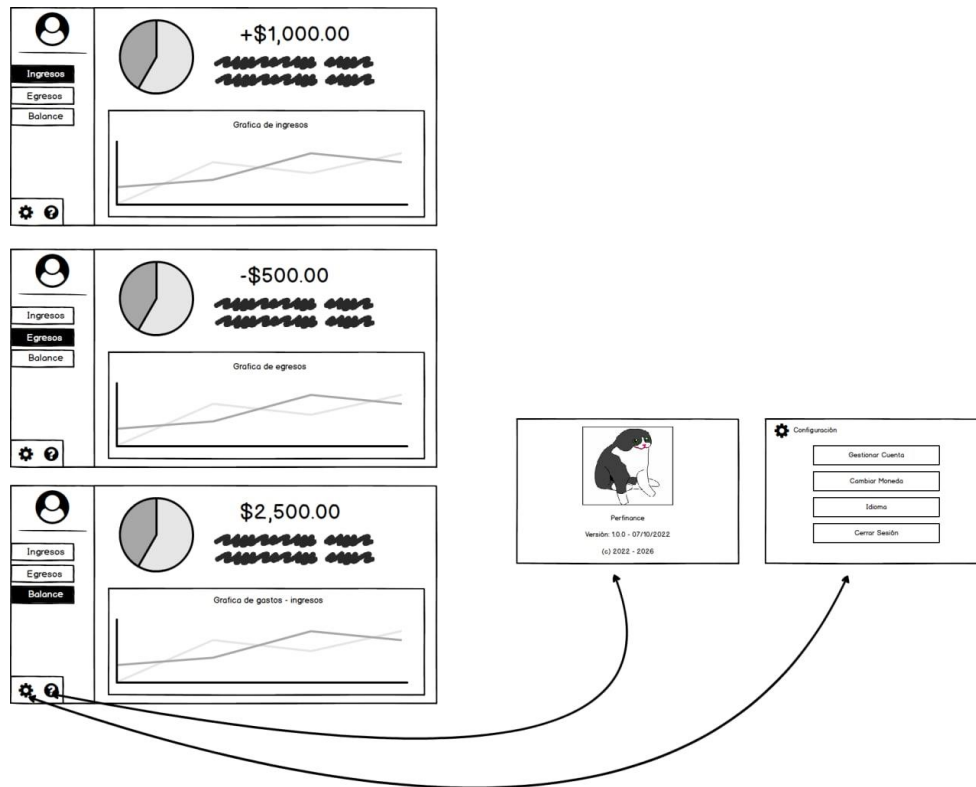 +$1,000.00
Ingresos
Egresos
Balance
Grafica de ingresos
-$500.00
Ingresos
Egresos
Balance
Grafica de egresos
$2,500.00
Ingresos
Egresos
Balance
Grafica de gastos - ingresos
Perfinance
Versión: 1.0.0 - 07/10/2022
(c) 2022 - 2026
Configuración
Gestionar Cuenta
Cambiar Moneda
Idioma
Cerrar Sesión